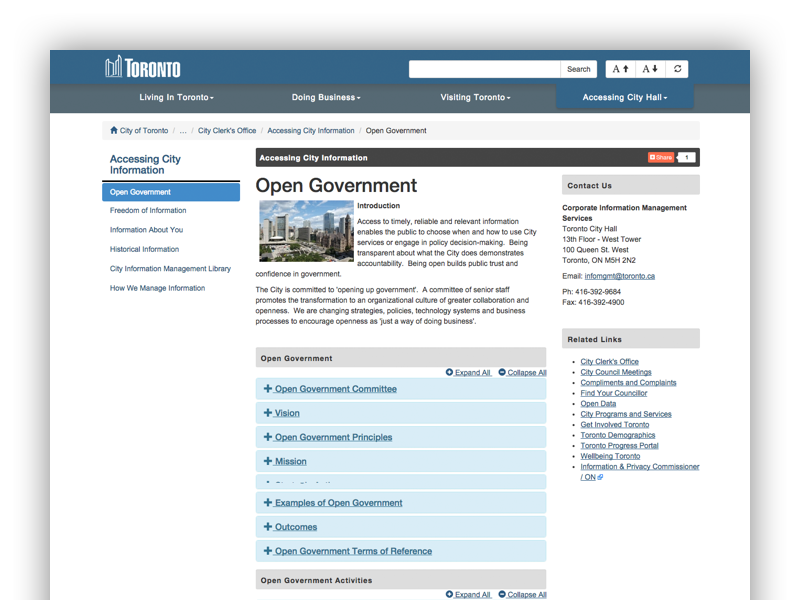 TORONTO
Search
A A
Living In Toronto
Doing Business
Visiting Toronto
Accessing City Hall
City of Toronto / ... / City Clerk's Office / Accessing City Information / Open Government
Accessing City
Information
Open Government
Freedom of Information
Information About You
Historical Information
City Information Management Library
How We Manage Information
Accessing City Information
Share 1
Open Government
Introduction
Access to timely, reliable and relevant information
enables the public to choose when and how to use City
services or engage in policy decision-making. Being
transparent about what the City does demonstrates
accountability. Being open builds public trust and
confidence in government.
The City is committed to 'opening up government'. A committee of senior staff
promotes the transformation to an organizational culture of greater collaboration and
openness. We are changing strategies, policies, technology systems and business
processes to encourage openness as 'just a way of doing business'.
Open Government
Expand All Collapse All
Open Government Committee
Vision
Open Government Principles
Mission
Examples of Open Government
Outcomes
Open Government Terms of Reference
Open Government Activities
Expand All Collapse All
Contact Us
Corporate Information Management
Services
Toronto City Hall
13th Floor - West Tower
100 Queen St. West
Toronto, ON M5H 2N2
Email: infomgmt@toronto.ca
Ph: 416-392-9684
Fax: 416-392-4900
Related Links
City Clerk's Office
City Council Meetings
Compliments and Complaints
Find Your Councillor
Open Data
City Programs and Services
Get Involved Toronto
Toronto Demographics
Toronto Progress Portal
Wellbeing Toronto
Information & Privacy Commissioner
/ ON